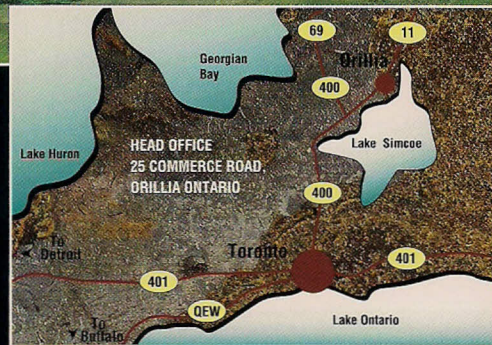 69
11
Georgian
Bay
Orillia
400
Lake Huron
HEAD OFFICE
25 COMMERCE ROAD,
ORILLIA ONTARIO
Lake Simcoe
400
To
Detroit
Toronto
401
401
QEW
To
Buffalo
Lake Ontario